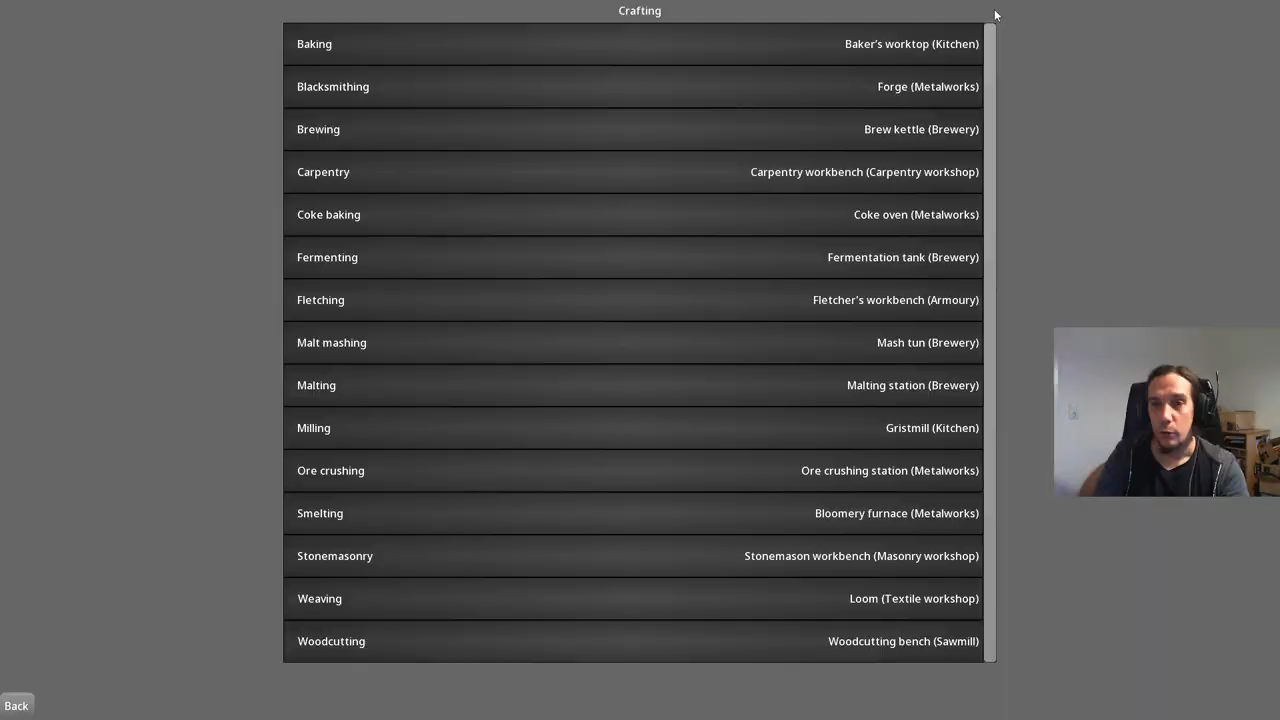 Crafting
Baking Baker's worktop (Kitchen)
Blacksmithing Forge (Metalworks)
Brewing Brew kettle (Brewery)
Carpentry Carpentry workbench (Carpentry workshop)
Coke baking Coke oven (Metalworks)
Fermenting Fermentation tank (Brewery)
Fletching Fletcher's workbench (Armoury)
Malt mashing Mash tun (Brewery)
Malting Malting station (Brewery)
Milling Gristmill (Kitchen)
Ore crushing Ore crushing station (Metalworks)
Smelting Bloomery furnace (Metalworks)
Stonemasonry Stonemason workbench (Masonry workshop)
Weaving Loom (Textile workshop)
Woodcutting Woodcutting bench (Sawmill)
Back